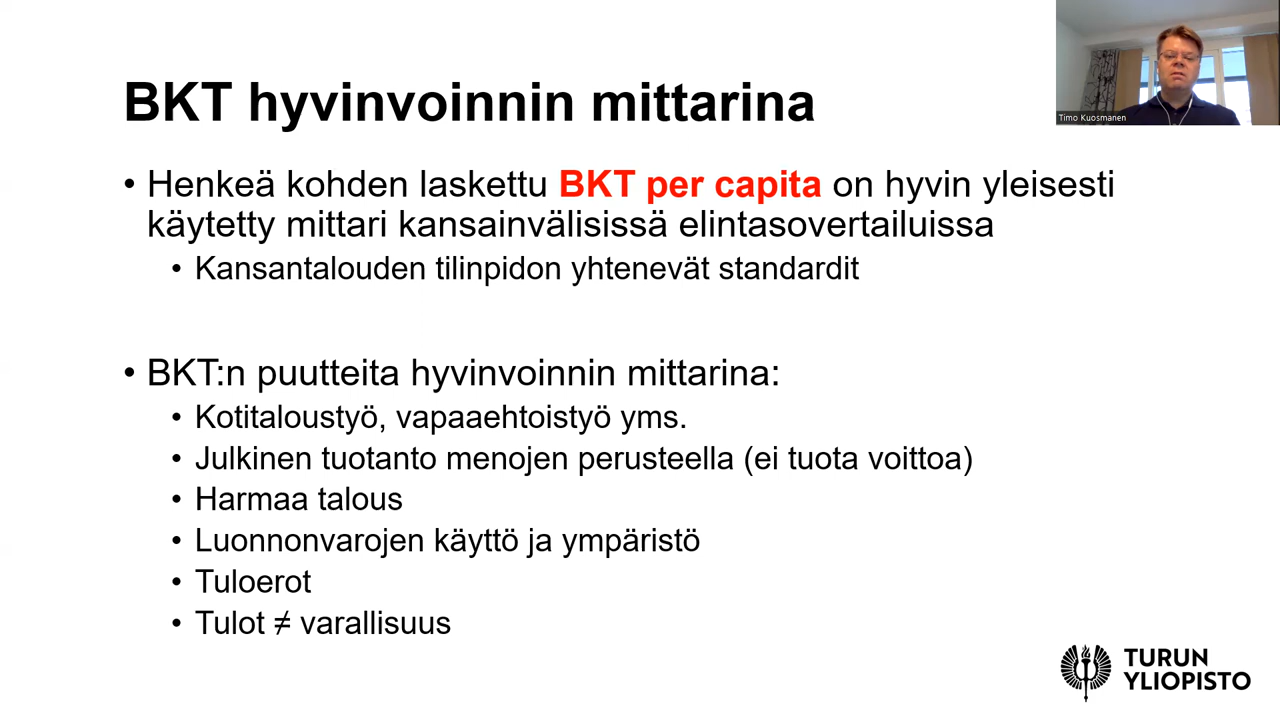 BKT hyvinvoinnin mittarina
Timo Kuosmanen
• Henkeä kohden laskettu BKT per capita on hyvin yleisesti
käytetty mittari kansainvälisissä elintasovertailuissa
• Kansantalouden tilinpidon yhtenevät standardit
• BKT:n puutteita hyvinvoinnin mittarina:
• Kotitaloustyö, vapaaehtoistyö yms.
• Julkinen tuotanto menojen perusteella (ei tuota voittoa)
• Harmaa talous
• Luonnonvarojen käyttö ja ympäristö
• Tuloerot
• Tulot ≠ varallisuus
TURUN
YLIOPISTO